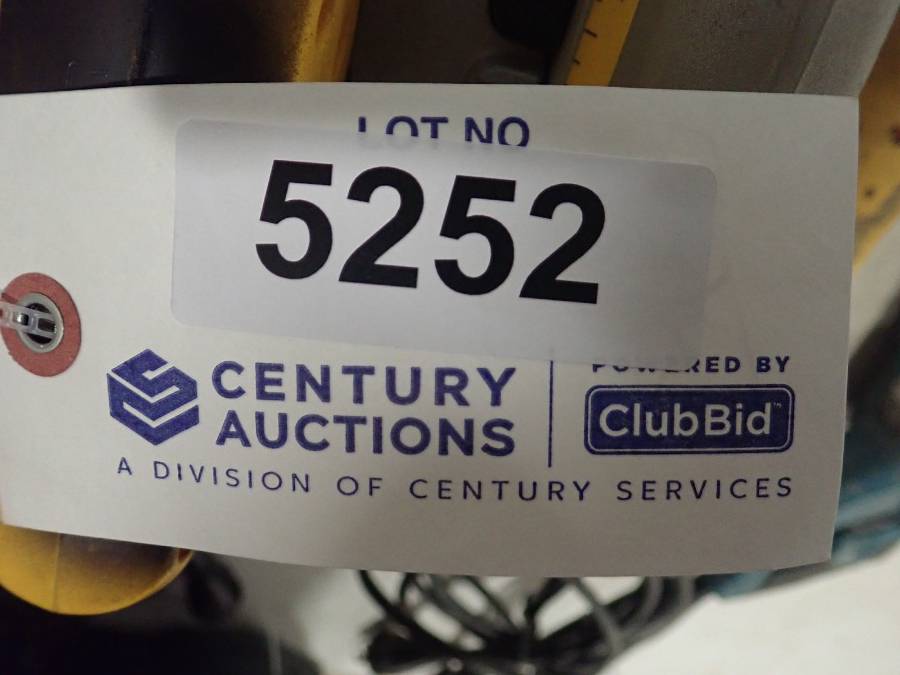 LOT NO
5252
CENTURY
AUCTIONS
POWERED BY
ClubBid™
A DIVISION OF CENTURY SERVICES